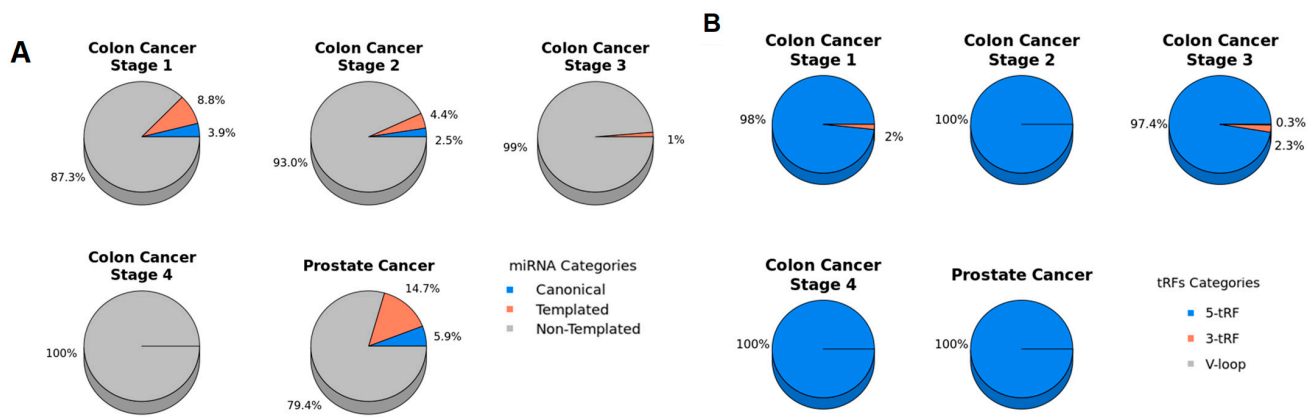 A
Colon Cancer
Stage 1
8.8%
3.9%
87.3%
Colon Cancer
Stage 2
4.4%
2.5%
93.0%
Colon Cancer
Stage 3
99%
1%
Colon Cancer
Stage 4
100%
Prostate Cancer
14.7%
5.9%
79.4%
miRNA Categories
Canonical
Templated
Non-Templated
B
Colon Cancer
Stage 1
98%
2%
Colon Cancer
Stage 2
100%
Colon Cancer
Stage 3
97.4%
0.3%
2.3%
Colon Cancer
Stage 4
100%
Prostate Cancer
100%
tRFs Categories
5-tRF
3-tRF
V-loop